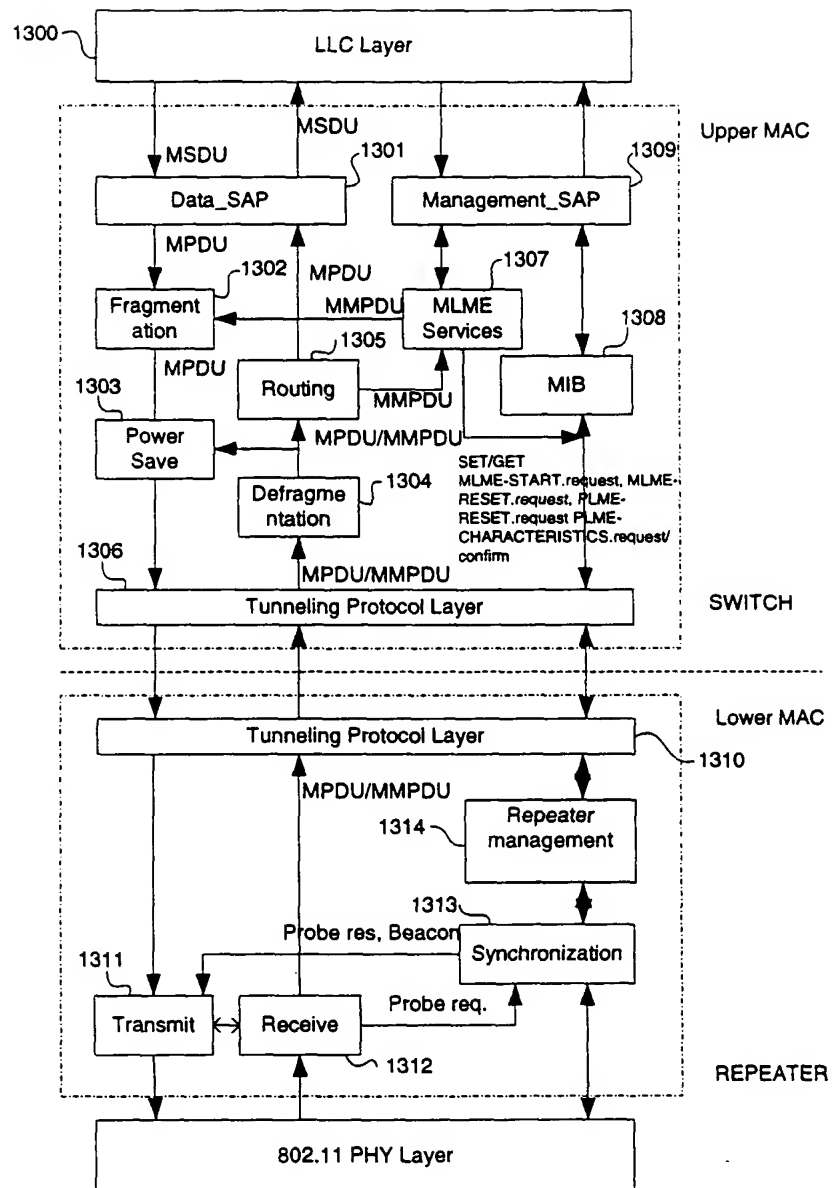 1300
LLC Layer
Upper MAC
MSDU
MSDU
1301
1309
Data_SAP
Management_SAP
MPDU
1302
MPDU
1307
Fragment
ation
MMPDU
MLME
Services
1308
1305
MPDU
Routing
MIB
1303
MMPDU
Power
Save
MPDU/MMPDU
SET/GET
MLME-START.request, MLME-
RESET.request, PLME-
RESET.request PLME-
CHARACTERISTICS.request/
confirm
1304
Defragme
ntation
1306
MPDU/MMPDU
Tunneling Protocol Layer
SWITCH
Lower MAC
Tunneling Protocol Layer
1310
MPDU/MMPDU
Repeater
management
1314
1313
Probe res, Beacon
Synchronization
1311
Transmit
Receive
Probe req.
1312
REPEATER
802.11 PHY Layer